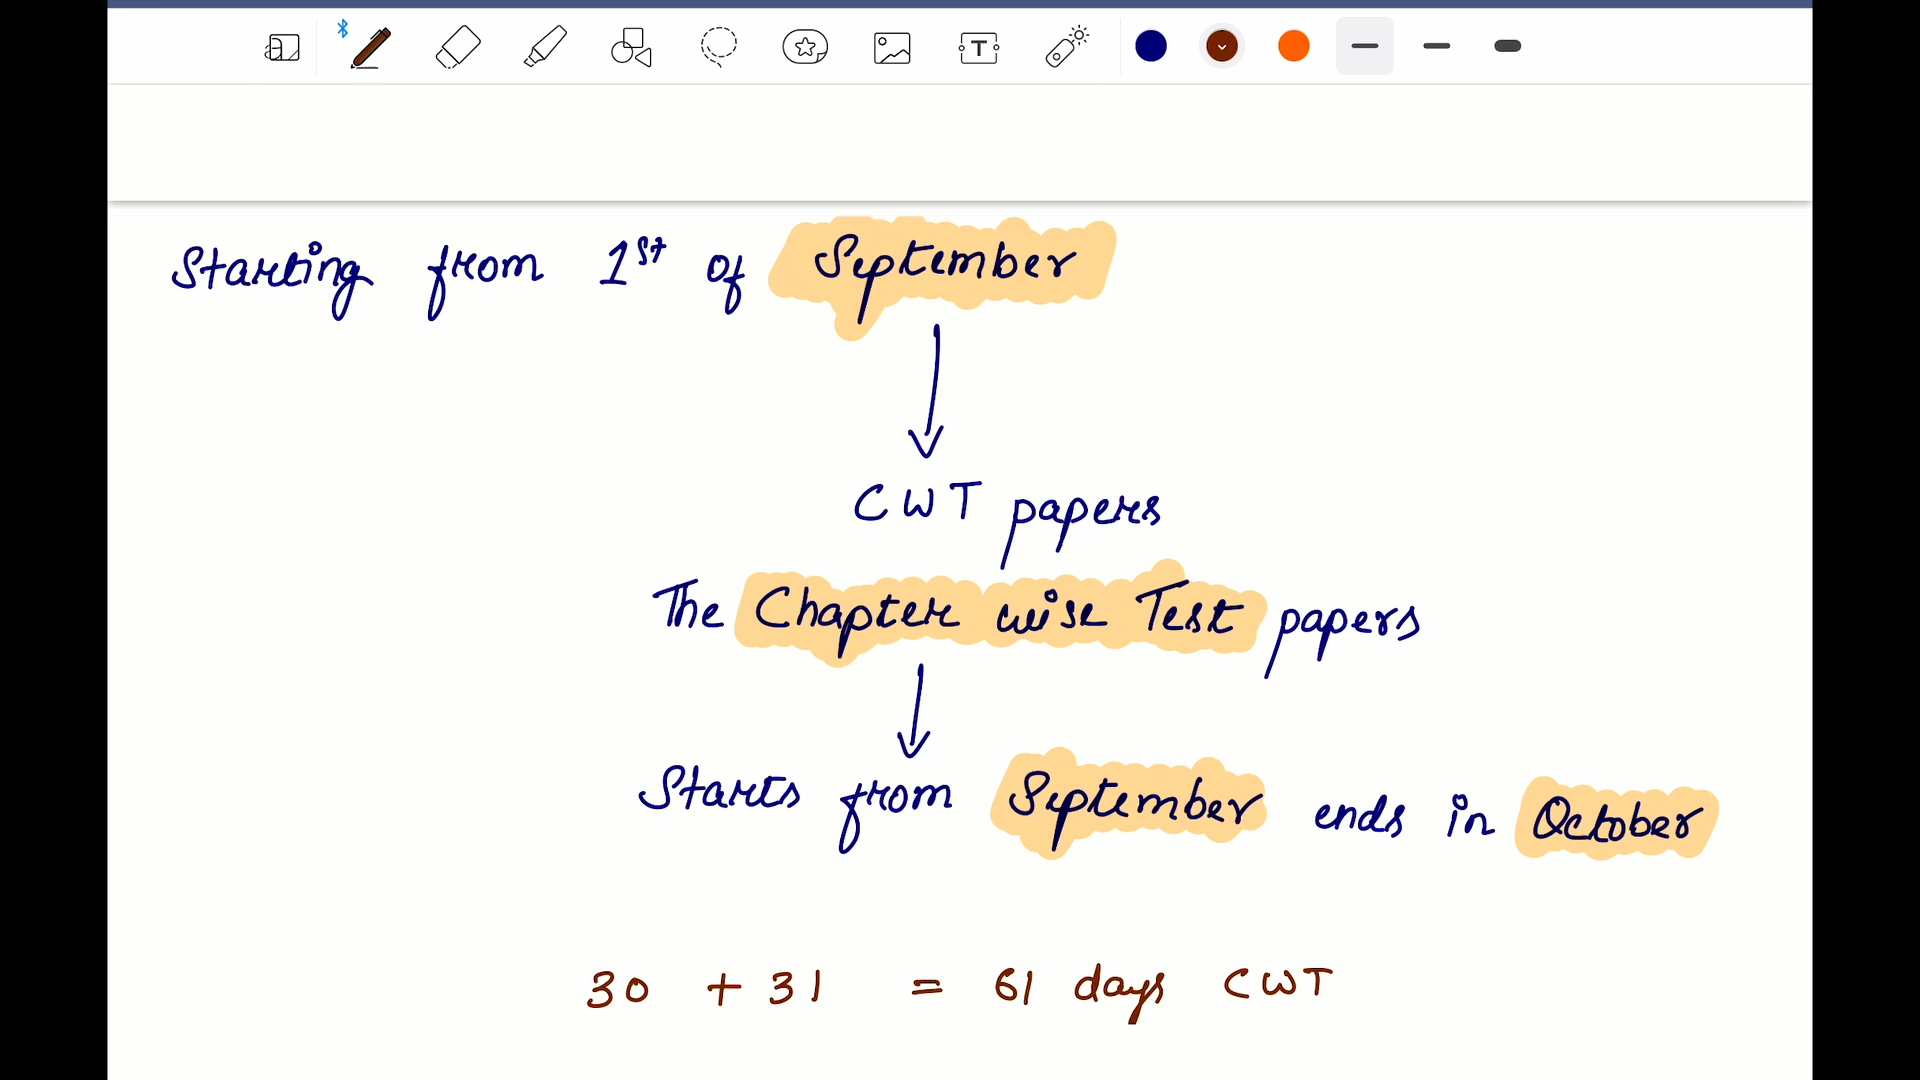 Starting from 1st of September
CWT papers
The Chapter wise Test papers
Starts from September ends in October
30 + 31 = 61 days CWT